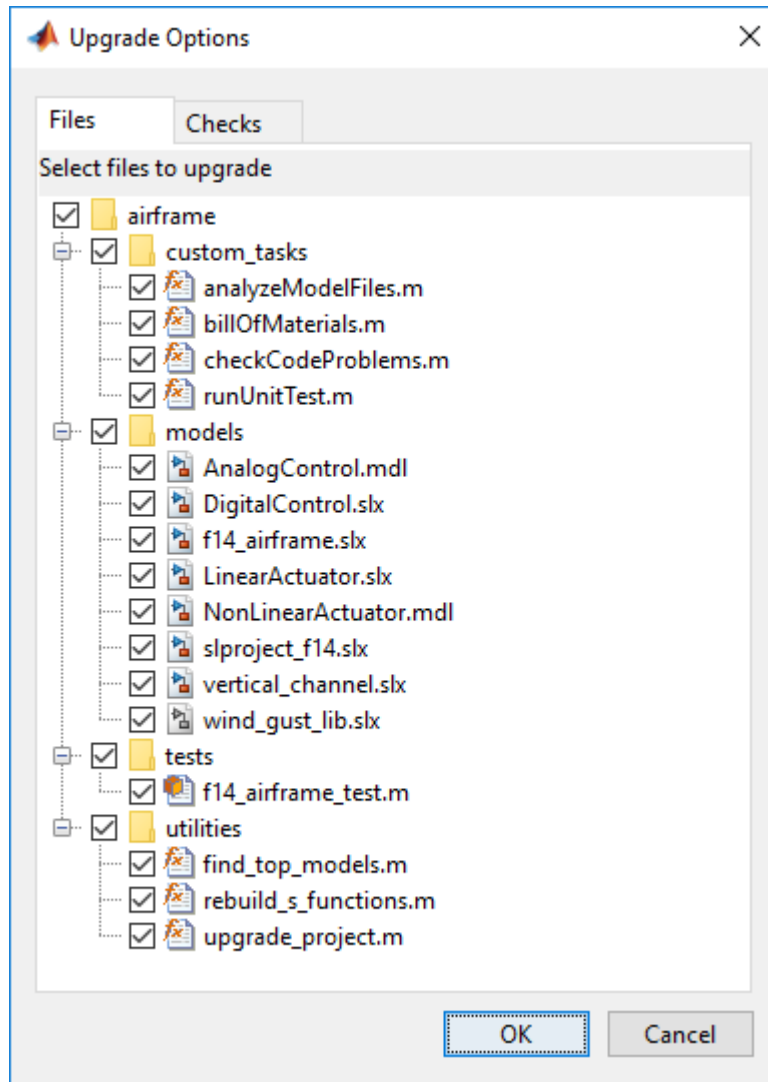 Upgrade Options
Files
Checks
Select files to upgrade
airframe
custom_tasks
analyzeModelFiles.m
billOfMaterials.m
checkCodeProblems.m
runUnitTest.m
models
AnalogControl.mdl
DigitalControl.slx
f14_airframe.slx
LinearActuator.slx
NonLinearActuator.mdl
slproject_f14.slx
vertical_channel.slx
wind_gust_lib.slx
tests
f14_airframe_test.m
utilities
find_top_models.m
rebuild_s_functions.m
upgrade_project.m
OK
Cancel